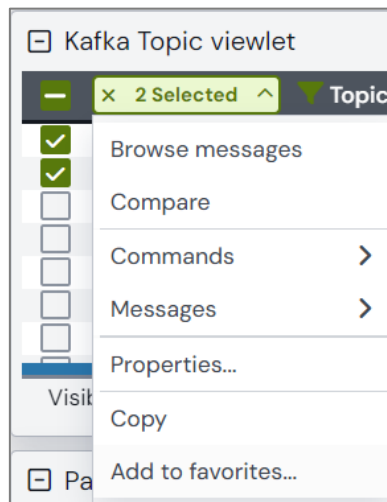 Kafka Topic viewlet
× 2 Selected Topic
Browse messages
Compare
Commands
Messages
Properties...
Visib
Copy
Add to favorites...
Pa